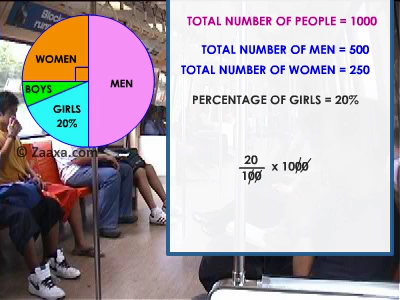 TOTAL NUMBER OF PEOPLE = 1000
TOTAL NUMBER OF MEN = 500
TOTAL NUMBER OF WOMEN = 250
PERCENTAGE OF GIRLS = 20%
20
100 x 1000
WOMEN
MEN
BOYS
GIRLS
20%
© Zaaxa.com